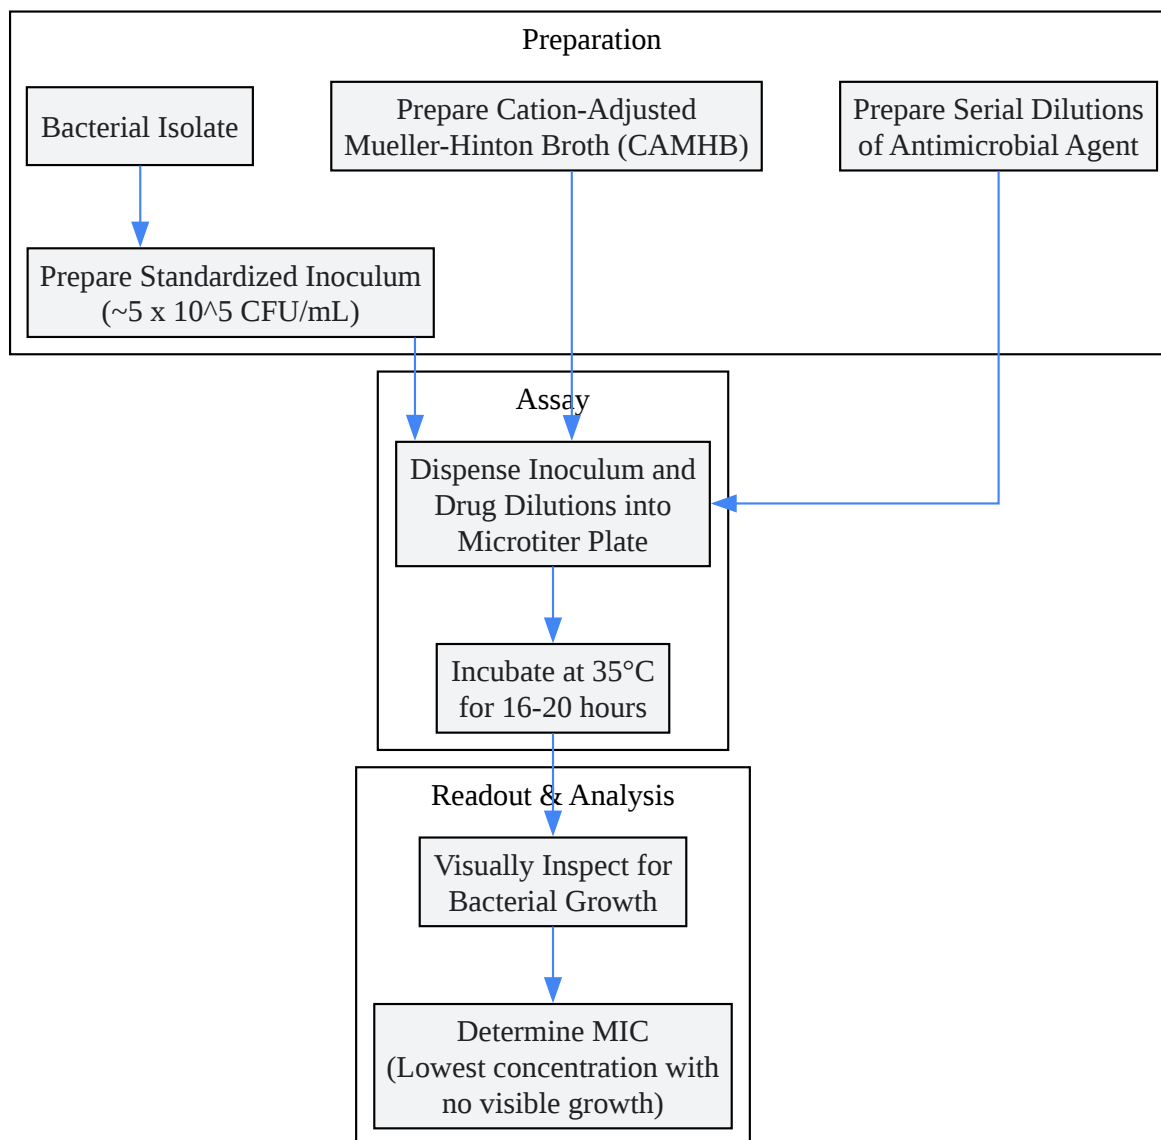 Preparation
Bacterial Isolate
Prepare Cation-Adjusted
Mueller-Hinton Broth (CAMHB)
Prepare Serial Dilutions
of Antimicrobial Agent
Prepare Standardized Inoculum
(~5 x 10^5 CFU/mL)
Assay
Dispense Inoculum and
Drug Dilutions into
Microtiter Plate
Incubate at 35°C
for 16-20 hours
Readout & Analysis
Visually Inspect for
Bacterial Growth
Determine MIC
(Lowest concentration with
no visible growth)